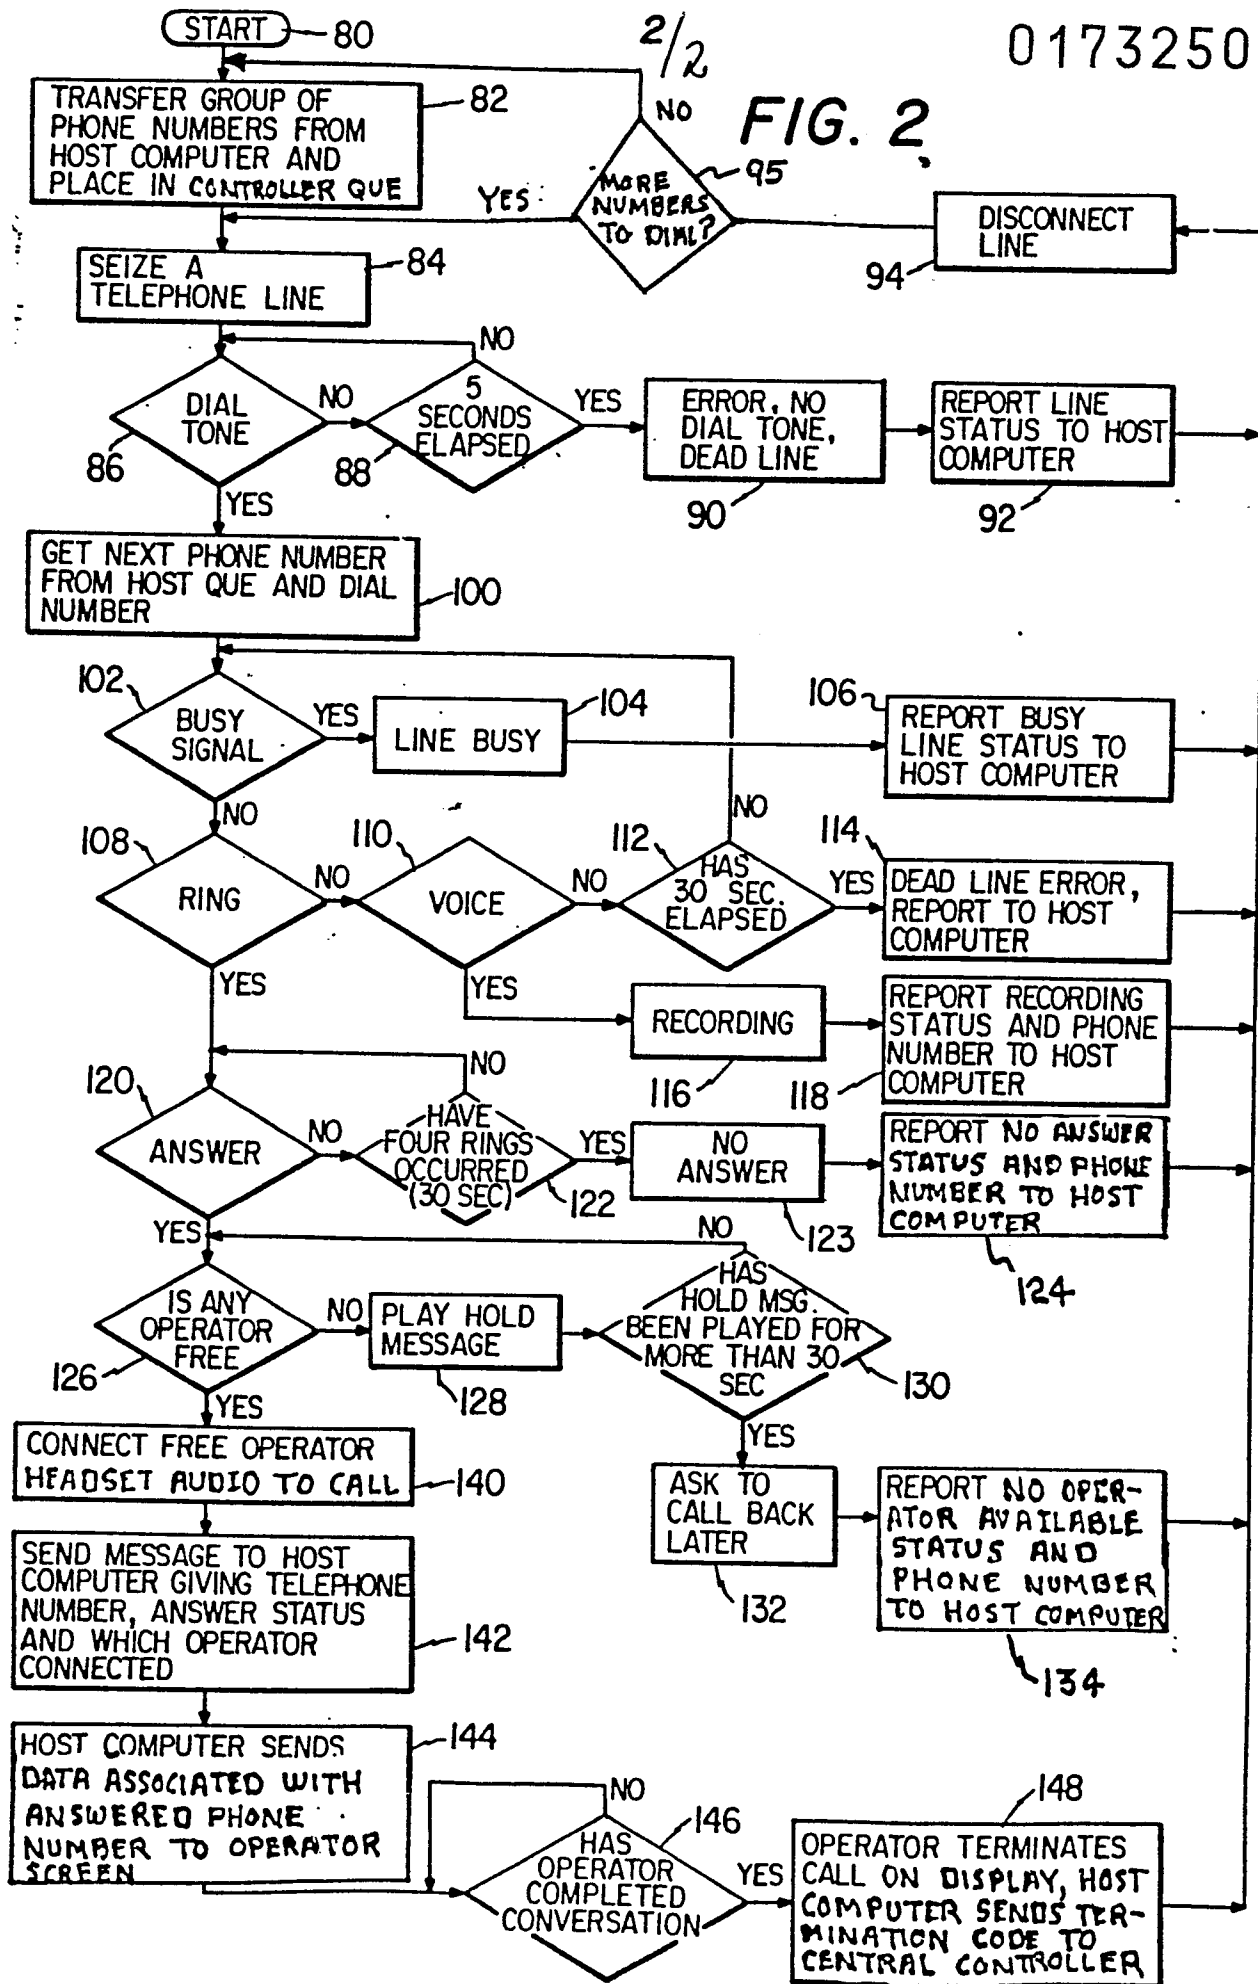 START
80
2/2
0173250
FIG. 2
TRANSFER GROUP OF
PHONE NUMBERS FROM
HOST COMPUTER AND
PLACE IN CONTROLLER QUE
82
NO
MORE
NUMBERS
TO DIAL?
95
YES
DISCONNECT
LINE
94
SEIZE A
TELEPHONE LINE
84
NO
DIAL
TONE
86
NO
5
SECONDS
ELAPSED
88
YES
ERROR, NO
DIAL TONE,
DEAD LINE
90
REPORT LINE
STATUS TO HOST
COMPUTER
92
YES
GET NEXT PHONE NUMBER
FROM HOST QUE AND DIAL
NUMBER
100
102
BUSY
SIGNAL
YES
LINE BUSY
104
106
REPORT BUSY
LINE STATUS TO
HOST COMPUTER
NO
NO
108
RING
NO
110
VOICE
NO
112
HAS
30 SEC.
ELAPSED
YES
114
DEAD LINE ERROR,
REPORT TO HOST
COMPUTER
YES
YES
RECORDING
116
REPORT RECORDING
STATUS AND PHONE
NUMBER TO HOST
COMPUTER
118
NO
120
ANSWER
NO
HAVE
FOUR RINGS
OCCURRED
(30 SEC)
122
YES
NO
ANSWER
123
REPORT NO ANSWER
STATUS AND PHONE
NUMBER TO HOST
COMPUTER
124
YES
NO
IS ANY
OPERATOR
FREE
126
NO
PLAY HOLD
MESSAGE
128
HAS
HOLD MSG.
BEEN PLAYED FOR
MORE THAN 30
SEC
130
YES
YES
CONNECT FREE OPERATOR
HEADSET AUDIO TO CALL
140
ASK TO
CALL BACK
LATER
132
REPORT NO OPER-
ATOR AVAILABLE
STATUS AND
PHONE NUMBER
TO HOST COMPUTER
134
SEND MESSAGE TO HOST
COMPUTER GIVING TELEPHONE
NUMBER, ANSWER STATUS
AND WHICH OPERATOR
CONNECTED
142
HOST COMPUTER SENDS
DATA ASSOCIATED WITH
ANSWERED PHONE
NUMBER TO OPERATOR
SCREEN
144
NO
HAS
OPERATOR
COMPLETED
CONVERSATION
146
YES
148
OPERATOR TERMINATES
CALL ON DISPLAY, HOST
COMPUTER SENDS TER-
MINATION CODE TO
CENTRAL CONTROLLER